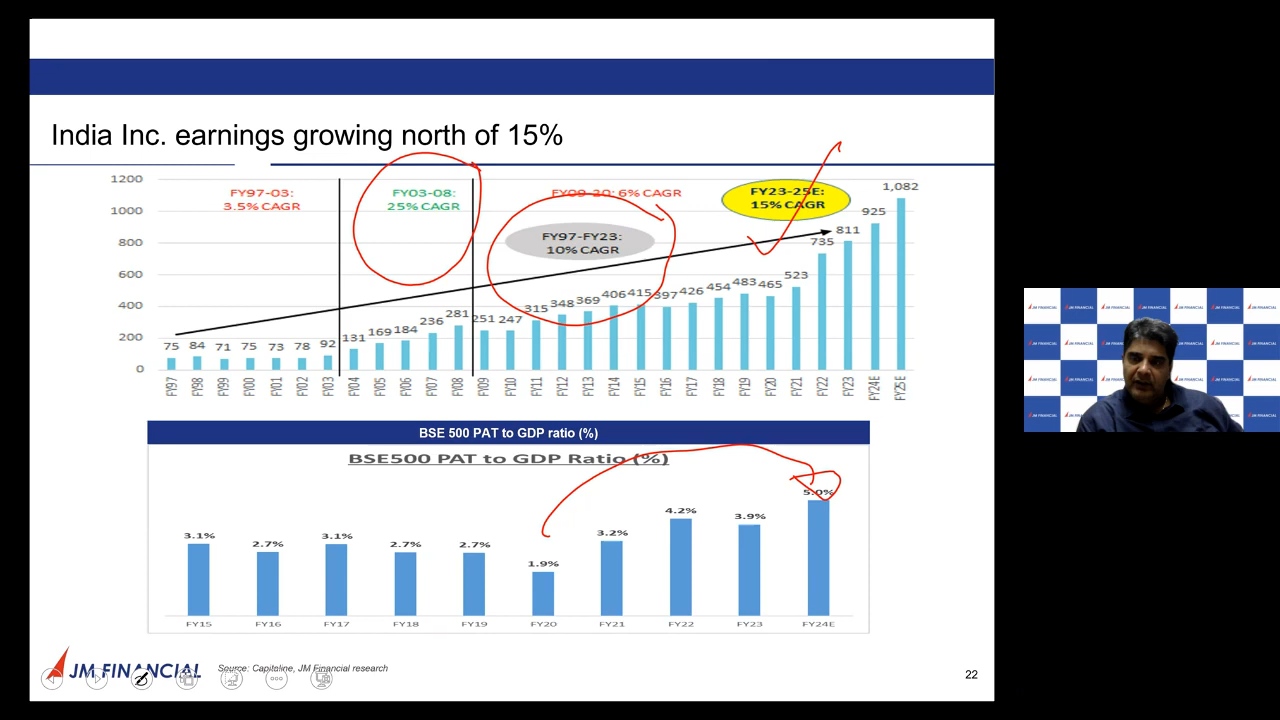 India Inc. earnings growing north of 15%
1200
1000
800
600
400
200
0
FY97-03:
3.5% CAGR
FY03-08:
25% CAGR
FY09-20: 6% CAGR
FY97-FY23:
10% CAGR
FY23-25E:
15% CAGR
75 84 71 75 73 78 92 131 169 184 236 281 251 247 315 348 369 406 415 397 426 454 483 465 523 735 811 925 1,082
FY97 FY98 FY99 FY00 FY01 FY02 FY03 FY04 FY05 FY06 FY07 FY08 FY09 FY10 FY11 FY12 FY13 FY14 FY15 FY16 FY17 FY18 FY19 FY20 FY21 FY22 FY23 FY24E FY25E
BSE 500 PAT to GDP ratio (%)
BSE500 PAT to GDP Ratio (%)
3.1% 2.7% 3.1% 2.7% 2.7% 1.9% 3.2% 4.2% 3.9% 5.0%
FY15 FY16 FY17 FY18 FY19 FY20 FY21 FY22 FY23 FY24E
JM FINANCIAL
Source: Capitaline, JM Financial research
22